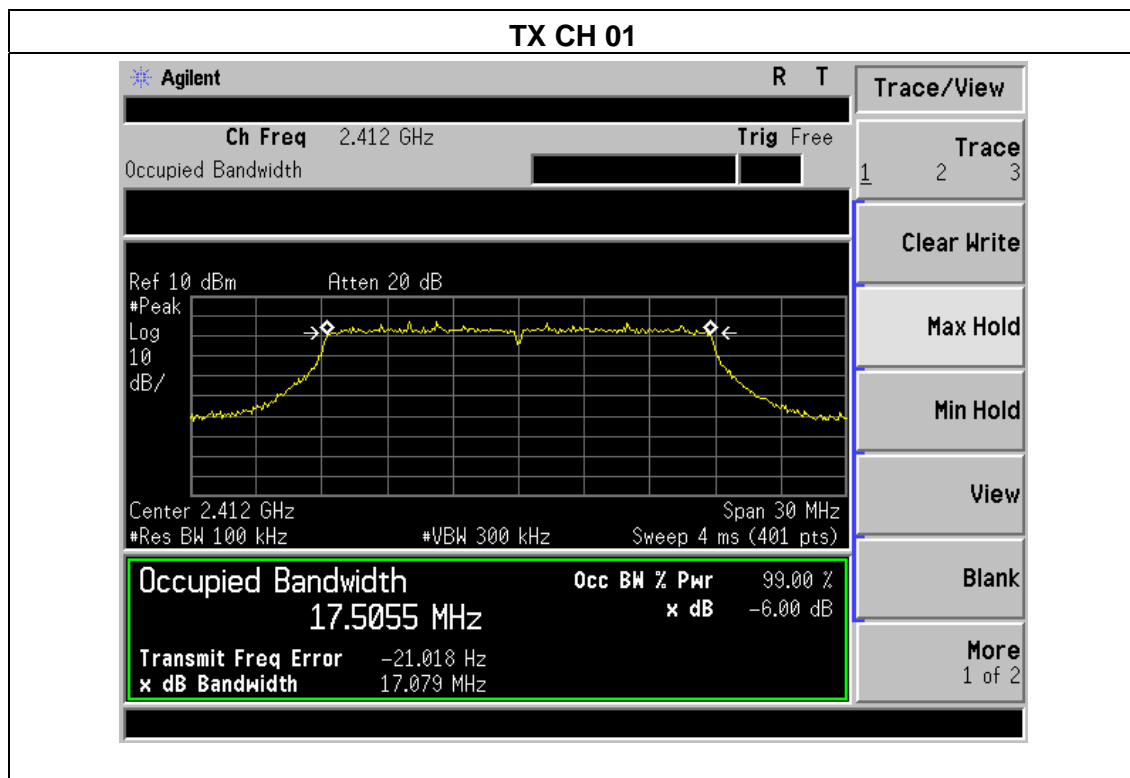 TX CH 01
Agilent R T
Ch Freq 2.412 GHz Trig Free
Occupied Bandwidth
Ref 10 dBm Atten 20 dB
#Peak
Log
10
dB/
Center 2.412 GHz Span 30 MHz
#Res BW 100 kHz #VBW 300 kHz Sweep 4 ms (401 pts)
Occupied Bandwidth Occ BW % Pwr 99.00 %
17.5055 MHz x dB -6.00 dB
Transmit Freq Error -21.018 Hz
x dB Bandwidth 17.079 MHz
Trace/View
Trace
1 2 3
Clear Write
Max Hold
Min Hold
View
Blank
More
1 of 2